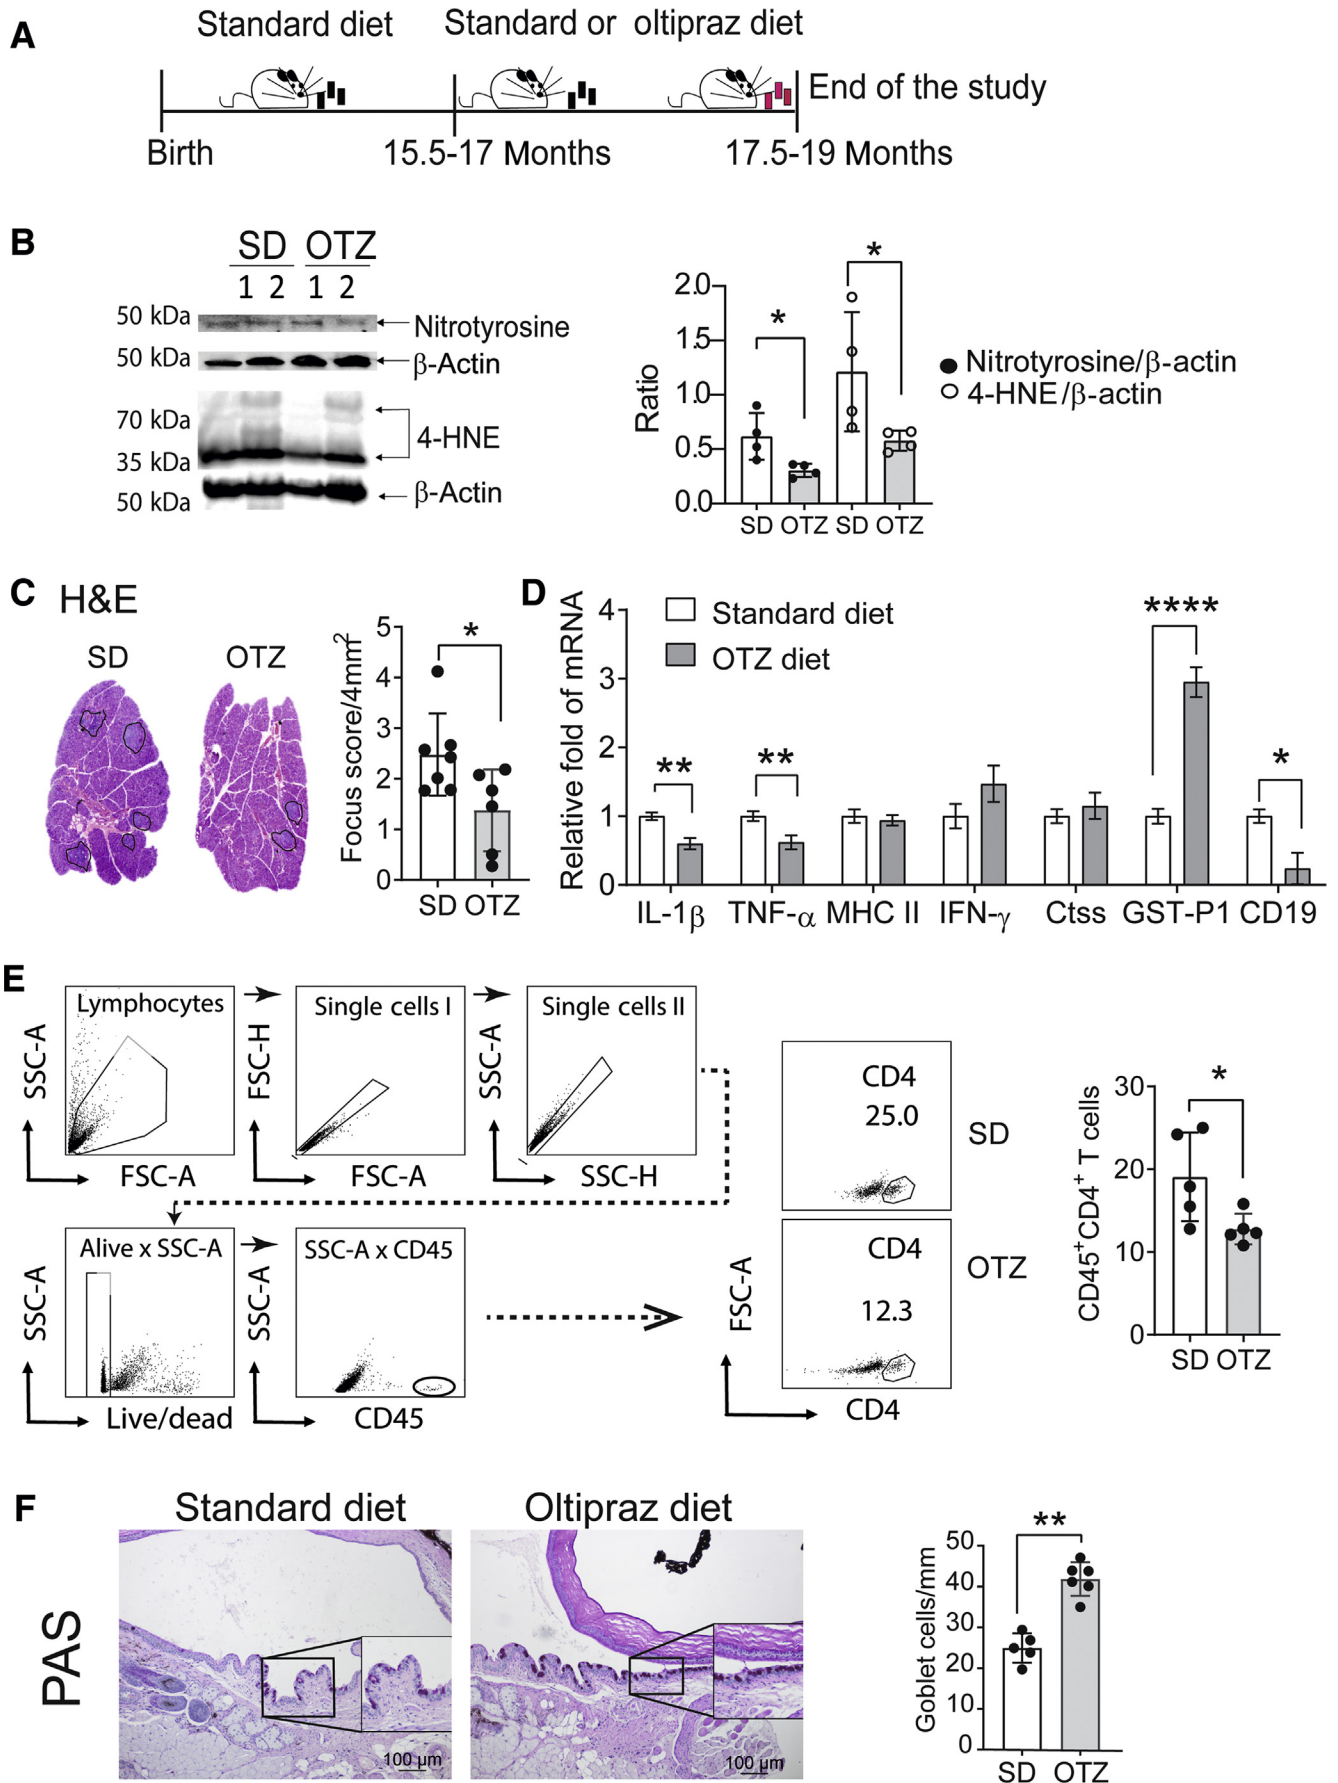 A
Standard diet
Standard or oltipraz diet
End of the study
Birth
15.5-17 Months
17.5-19 Months
B
SD OTZ
1 2 1 2
50 kDa
Nitrotyrosine
50 kDa
β-Actin
70 kDa
4-HNE
35 kDa
50 kDa
β-Actin
Ratio
2.0
1.5
1.0
0.5
0.0
*
*
SD OTZ SD OTZ
Nitrotyrosine/β-actin
4-HNE/β-actin
C
H&E
SD OTZ
Focus score/4mm2
5
4
3
2
1
0
*
SD OTZ
D
Relative fold of mRNA
4
3
2
1
0
Standard diet
OTZ diet
**
**
****
*
IL-1β TNF-α MHC II IFN-γ Ctss GST-P1 CD19
E
Lymphocytes
SSC-A
FSC-A
Single cells I
FSC-H
FSC-A
Single cells II
SSC-A
SSC-H
Alive x SSC-A
SSC-A
Live/dead
SSC-A x CD45
SSC-A
CD45
CD4
25.0
SD
CD4
12.3
OTZ
FSC-A
CD4
CD45+CD4+ T cells
30
20
10
0
*
SD OTZ
F
Standard diet
Oltipraz diet
PAS
100 µm
100 µm
Goblet cells/mm
50
40
30
20
10
0
**
SD OTZ